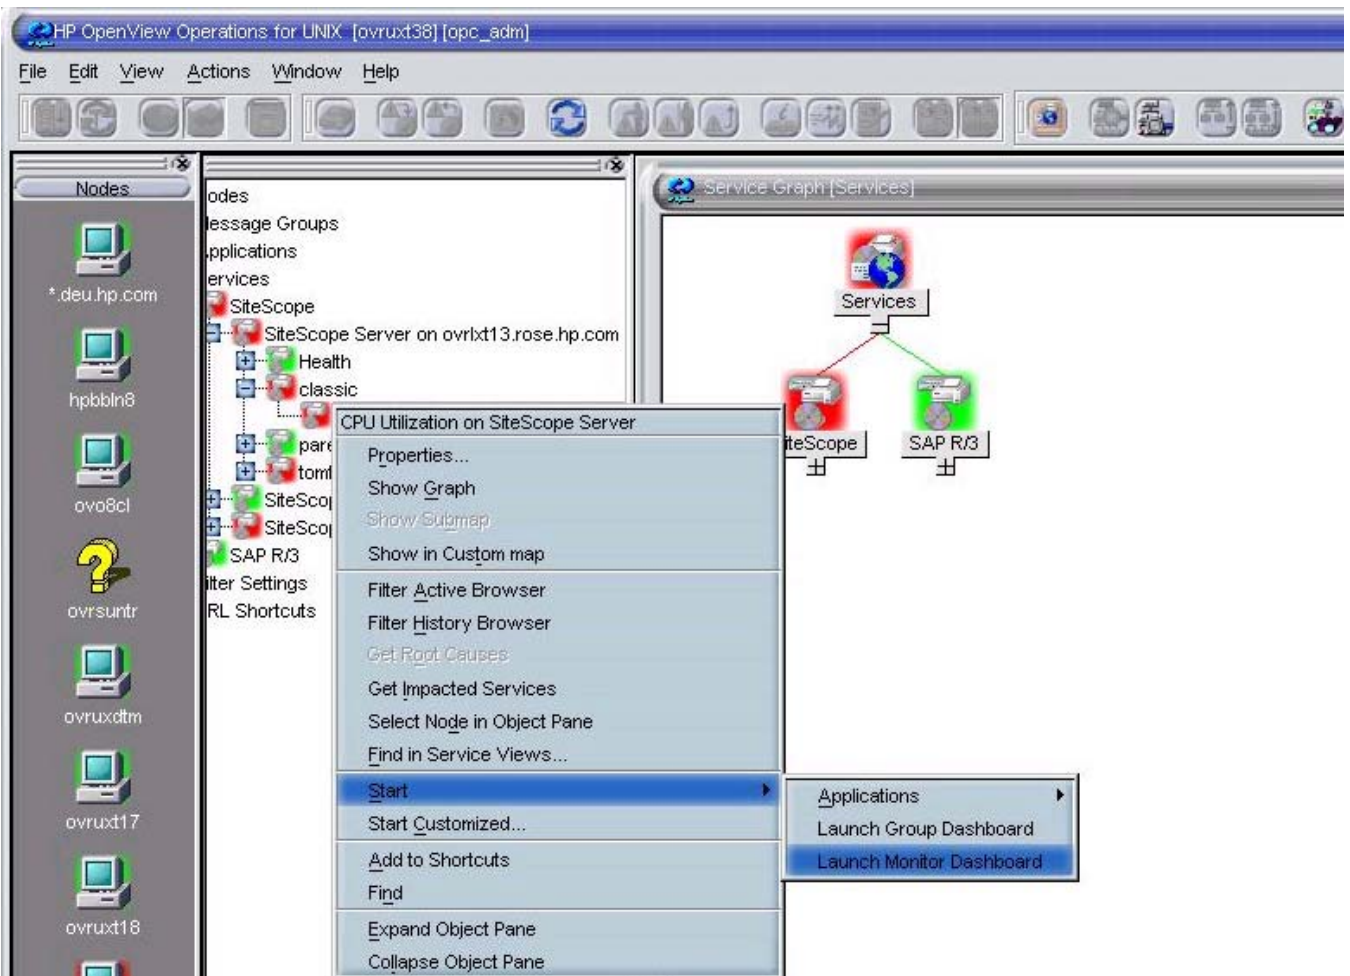 HP OpenView Operations for UNIX [ovruxt38] [opc_adm]
File Edit View Actions Window Help
Nodes
*.deu.hp.com
hpbbln8
ovo8cl
ovrsuntr
ovruxdtm
ovruxt17
ovruxt18
odes
essage Groups
pplications
ervices
SiteScope
SiteScope Server on ovrlxt13.rose.hp.com
Health
classic
pare
tomt
SiteScop
SiteScop
SAP R/3
ilter Settings
RL Shortcuts
CPU Utilization on SiteScope Server
Properties...
Show Graph
Show Submap
Show in Custom map
Filter Active Browser
Filter History Browser
Get Root Causes
Get Impacted Services
Select Node in Object Pane
Find in Service Views...
Start
Start Customized...
Add to Shortcuts
Find
Expand Object Pane
Collapse Object Pane
Applications
Launch Group Dashboard
Launch Monitor Dashboard
Service Graph [Services]
Services
iteScope
SAP R/3